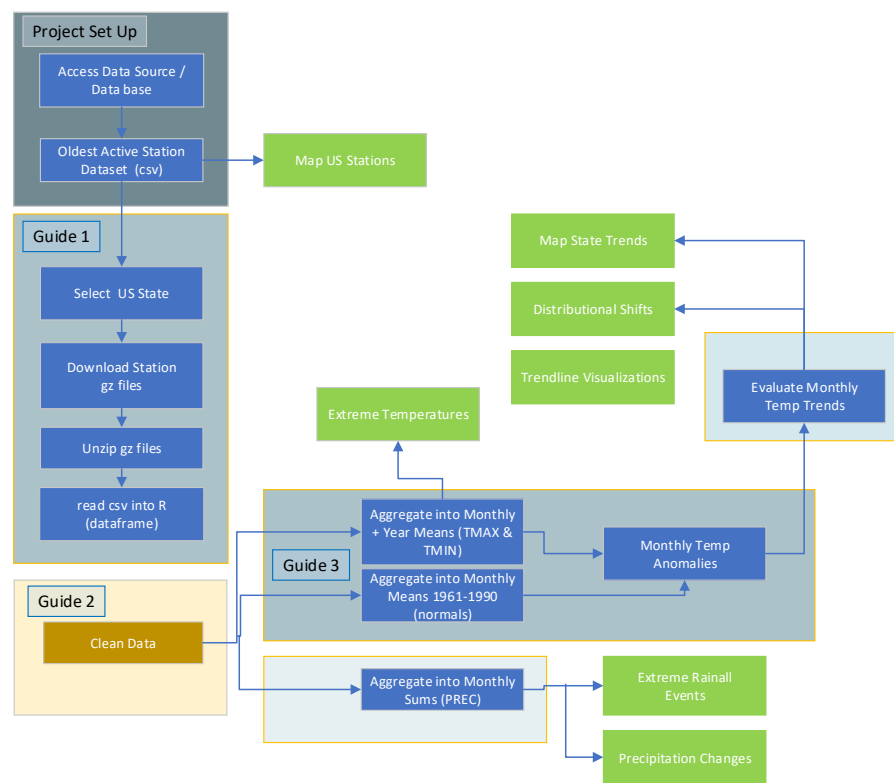 Project Set Up
Access Data Source /
Data base
Oldest Active Station
Dataset (csv)
Map US Stations
Guide 1
Select US State
Download Station
gz files
Unzip gz files
read csv into R
(dataframe)
Map State Trends
Distributional Shifts
Trendline Visualizations
Evaluate Monthly
Temp Trends
Extreme Temperatures
Aggregate into Monthly
+ Year Means (TMAX &
TMIN)
Guide 3
Aggregate into Monthly
Means 1961-1990
(normals)
Monthly Temp
Anomalies
Guide 2
Clean Data
Aggregate into Monthly
Sums (PREC)
Extreme Rainfall
Events
Precipitation Changes